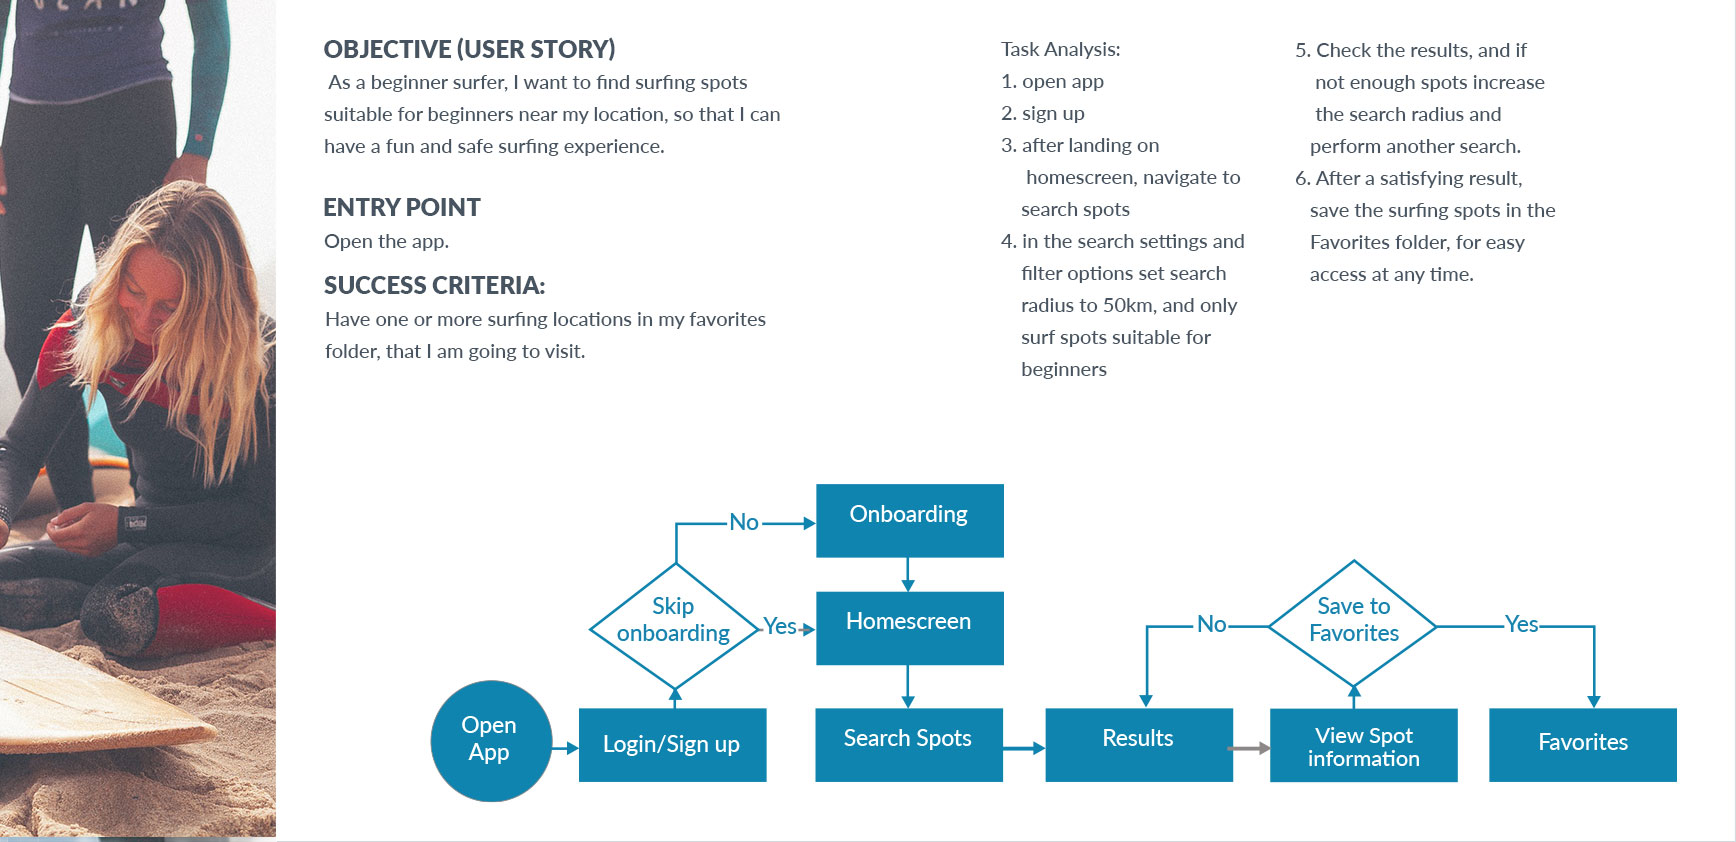 OBJECTIVE (USER STORY)
As a beginner surfer, I want to find surfing spots
suitable for beginners near my location, so that I can
have a fun and safe surfing experience.
ENTRY POINT
Open the app.
SUCCESS CRITERIA:
Have one or more surfing locations in my favorites
folder, that I am going to visit.
Task Analysis:
1. open app
2. sign up
3. after landing on
homescreen, navigate to
search spots
4. in the search settings and
filter options set search
radius to 50km, and only
surf spots suitable for
beginners
5. Check the results, and if
not enough spots increase
the search radius and
perform another search.
6. After a satisfying result,
save the surfing spots in the
Favorites folder, for easy
access at any time.
Open
App
Login/Sign up
Skip
onboarding
No
Yes
Onboarding
Homescreen
Search Spots
Results
View Spot
information
Save to
Favorites
No
Yes
Favorites